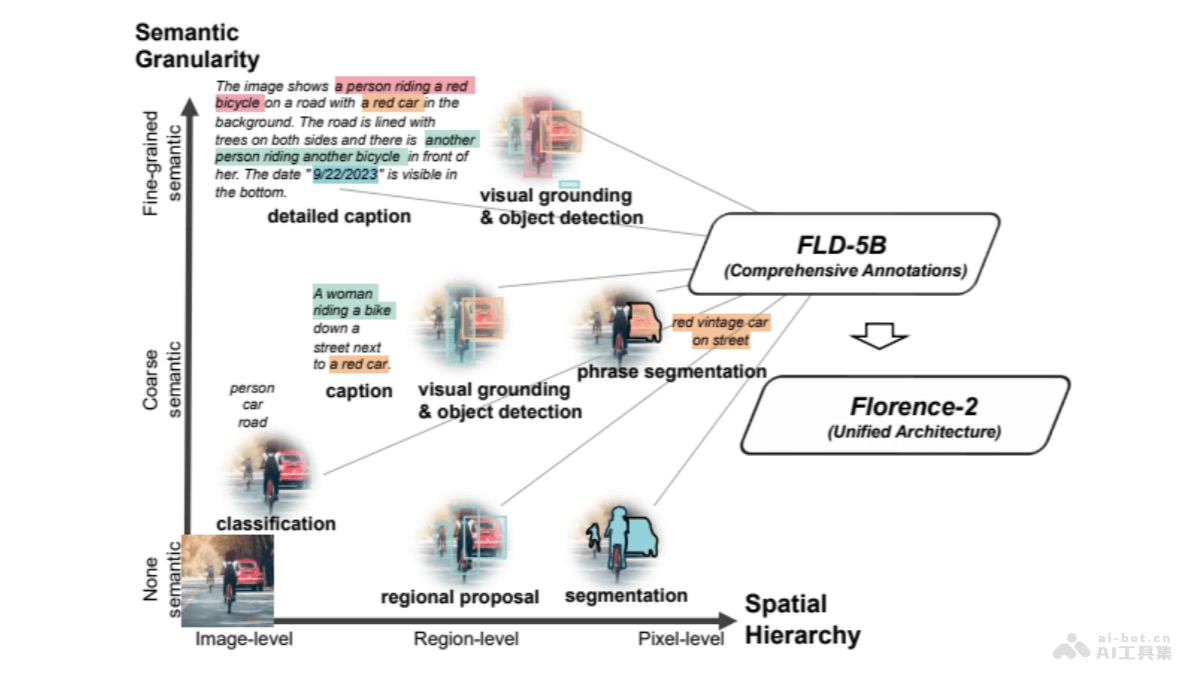 Semantic
Granularity
Fine-grained
semantic
Coarse
semantic
None
semantic
The image shows a person riding a red
bicycle on a road with a red car in the
background. The road is lined with
trees on both sides and there is another
person riding another bicycle in front of
her. The date "9/22/2023" is visible in
the bottom.
detailed caption
visual grounding
& object detection
FLD-5B
(Comprehensive Annotations)
A woman
riding a bike
down a
street next
to a red car.
caption
visual grounding
& object detection
red vintage car
on street
phrase segmentation
Florence-2
(Unified Architecture)
person
car
road
classification
regional proposal
segmentation
Image-level
Region-level
Pixel-level
Spatial
Hierarchy
ai-bot.cn
AI工具集